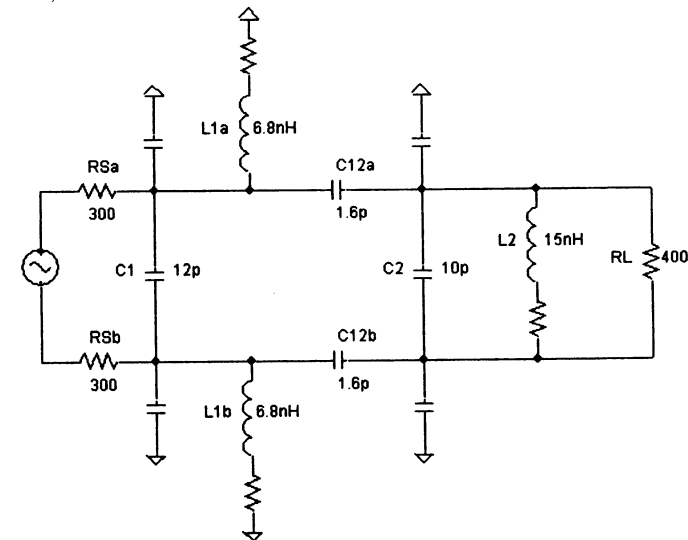 L1a 6.8nH
RSa
300
C12a
1.6p
C1 12p
C2 10p
L2 15nH
RL 400
RSb
300
C12b
1.6p
L1b 6.8nH